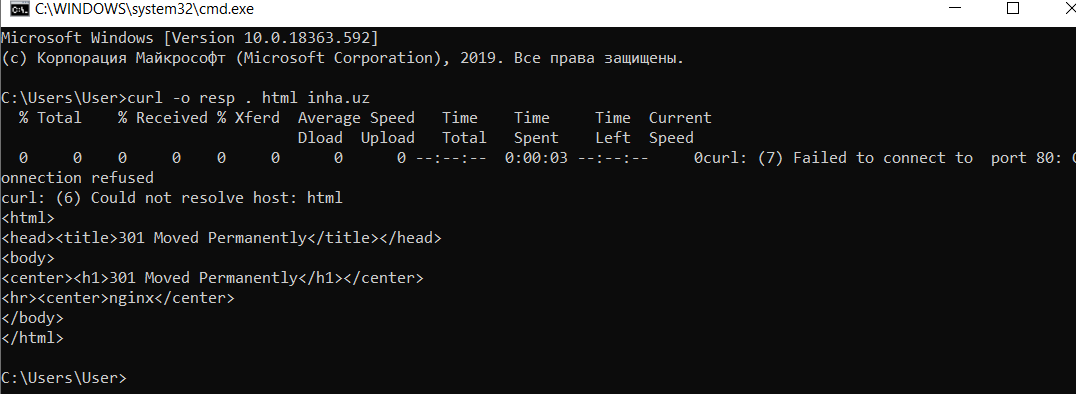 C:\WINDOWS\system32\cmd.exe
Microsoft Windows [Version 10.0.18363.592]
(c) Корпорация Майкрософт (Microsoft Corporation), 2019. Все права защищены.
C:\Users\User>curl -o resp . html inha.uz
  % Total    % Received % Xferd  Average Speed   Time    Time     Time  Current
                                 Dload  Upload   Total   Spent    Left  Speed
  0     0    0     0    0     0      0      0 --:--:--  0:00:03 --:--:--     0curl: (7) Failed to connect to  port 80: C
onnection refused
curl: (6) Could not resolve host: html
<html>
<head><title>301 Moved Permanently</title></head>
<body>
<center><h1>301 Moved Permanently</h1></center>
<hr><center>nginx</center>
</body>
</html>
C:\Users\User>